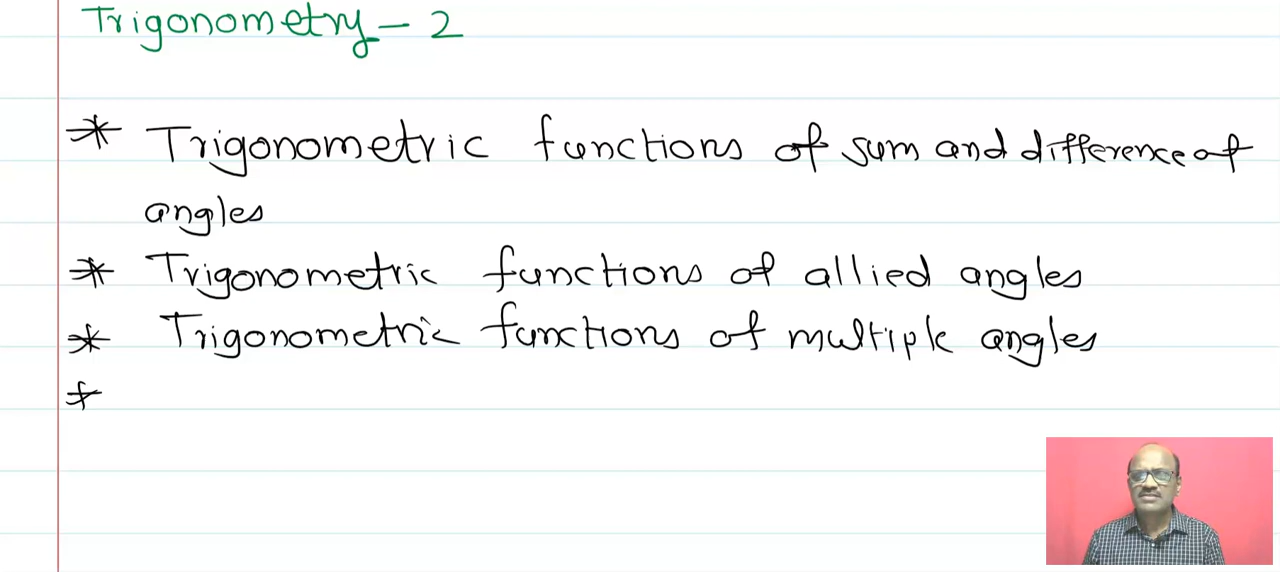 Trigonometry - 2
* Trigonometric functions of sum and difference of
angles
* Trigonometric functions of allied angles
* Trigonometric functions of multiple angles
*